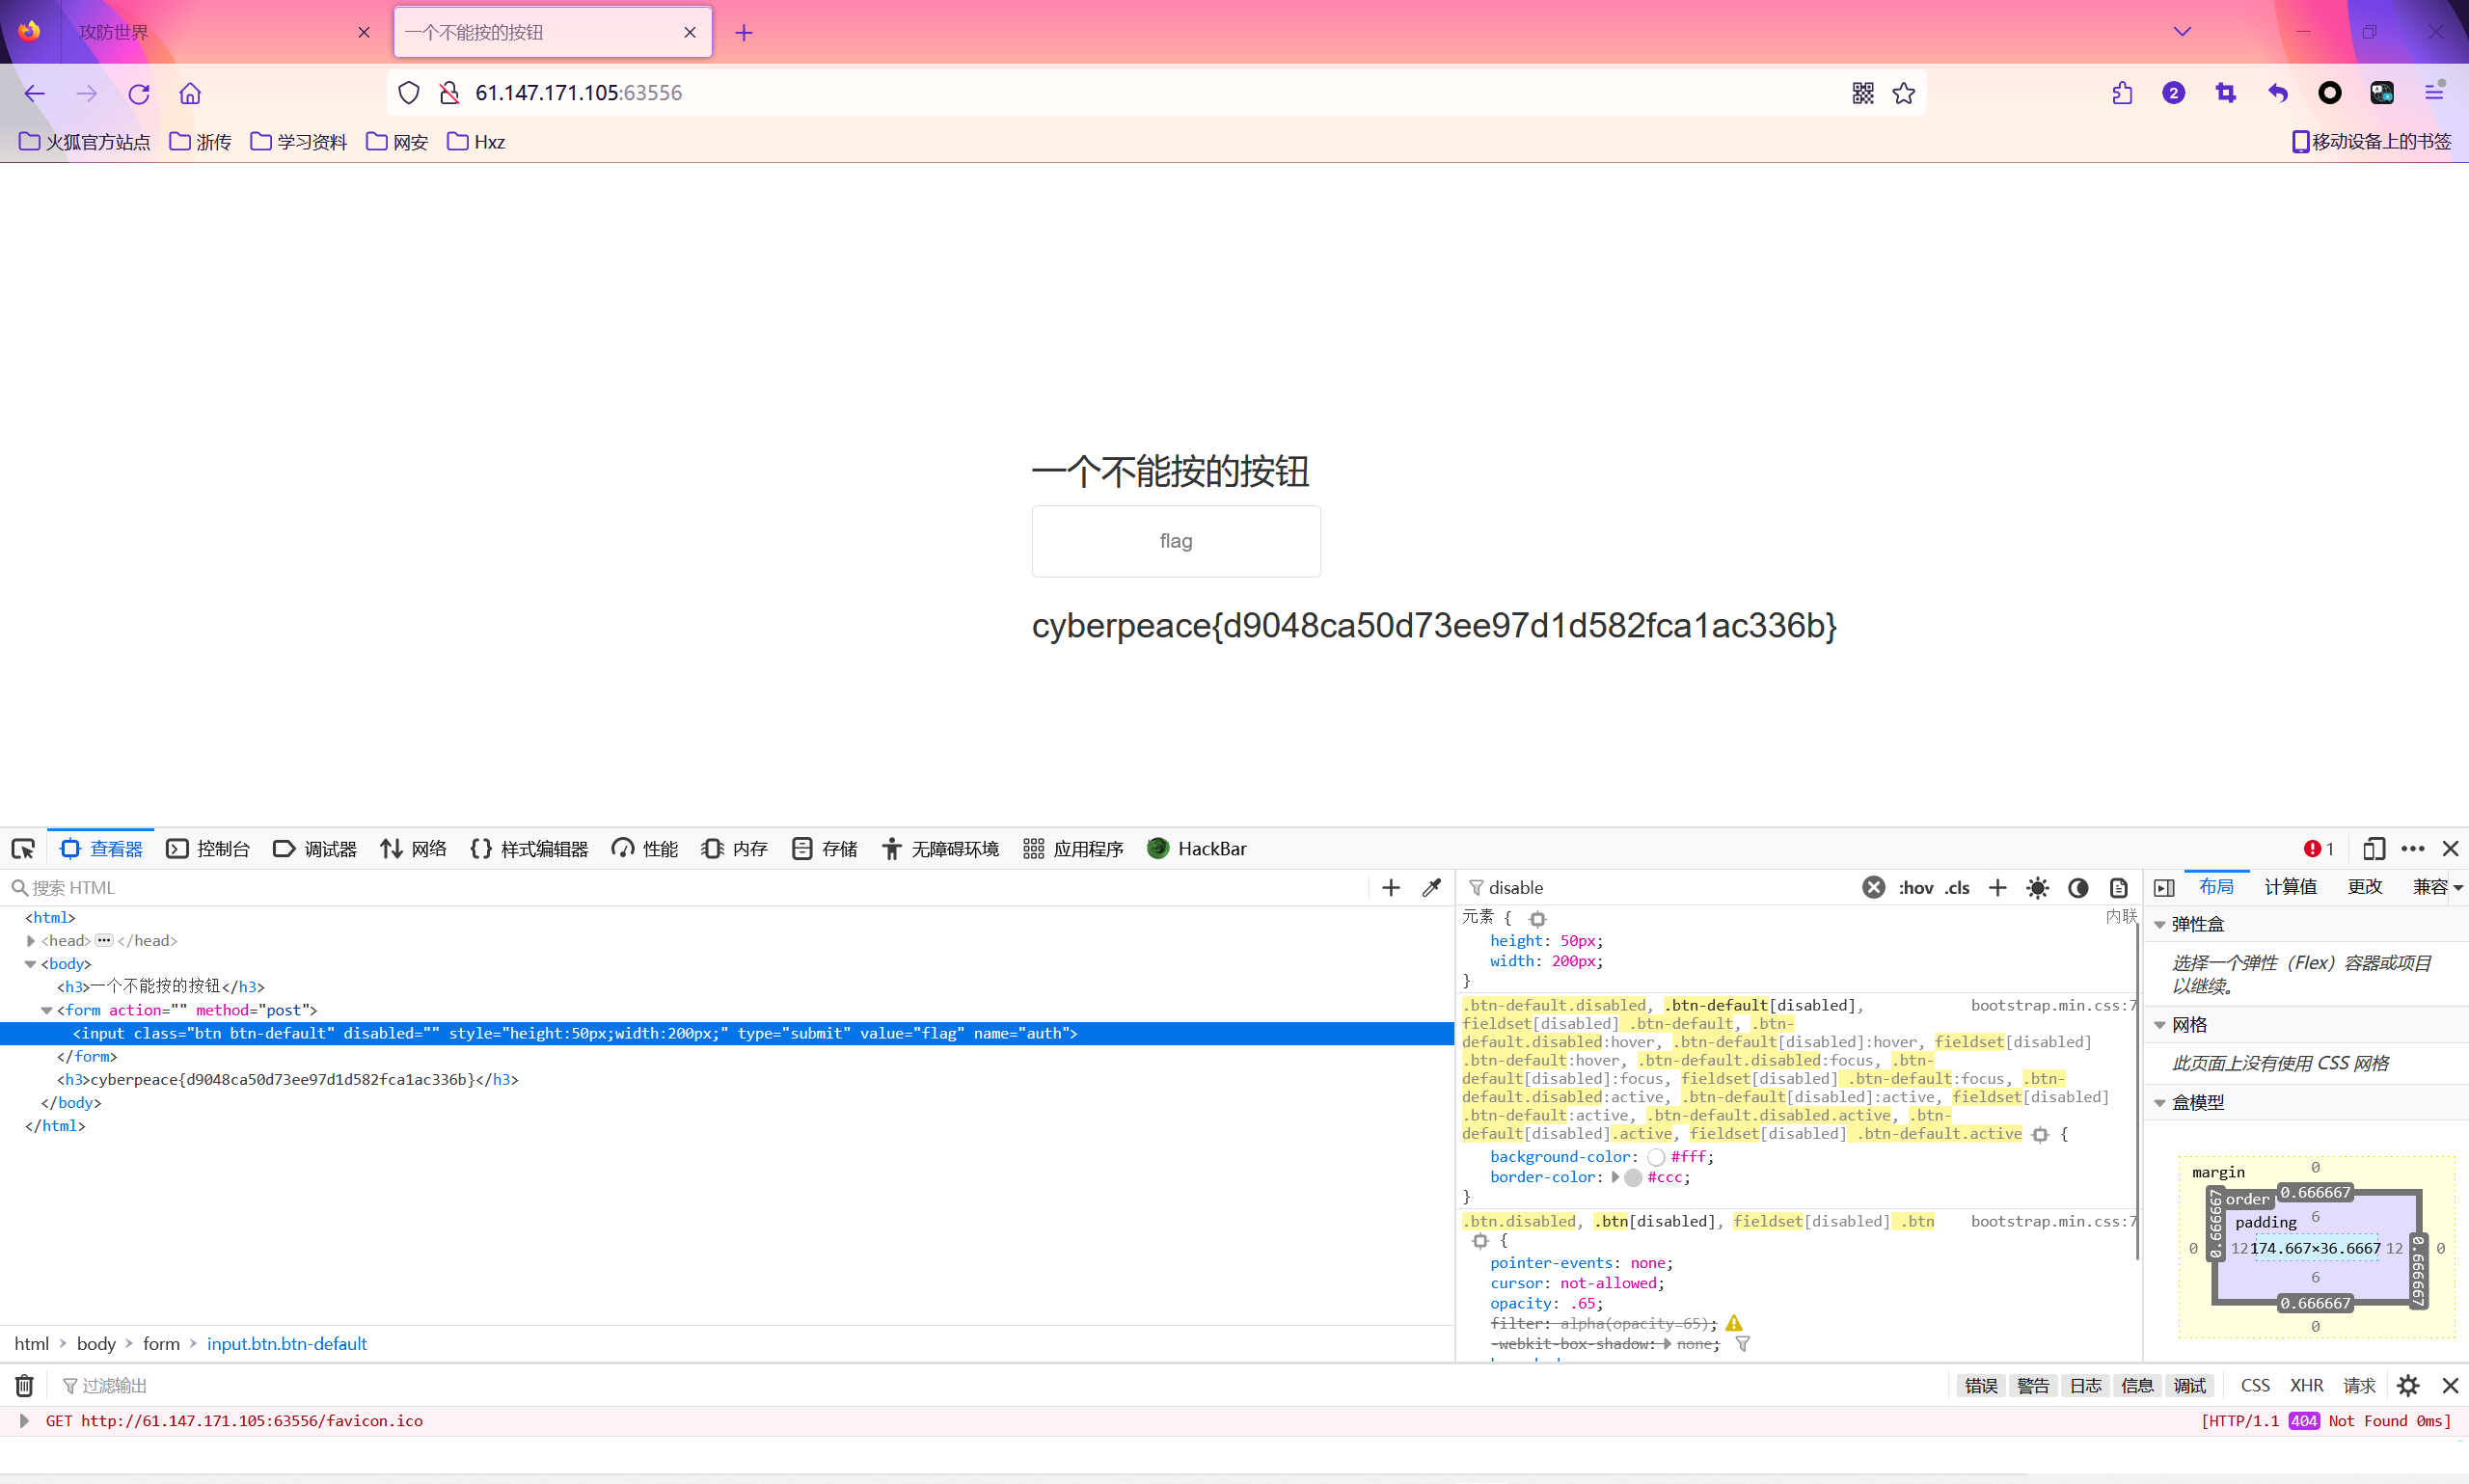 攻防世界
一个不能按的按钮
61.147.171.105:63556
2
火狐官方站点 浙传 学习资料 网安 Hxz 移动设备上的书签
一个不能按的按钮
flag
cyberpeace{d9048ca50d73ee97d1d582fca1ac336b}
查看器 控制台 调试器 网络 样式编辑器 性能 内存 存储 无障碍环境 应用程序 HackBar 1
搜索 HTML
<html>
<head> ••• </head>
<body>
<h3>一个不能按的按钮</h3>
<form action="" method="post">
<input class="btn btn-default" disabled="" style="height:50px;width:200px;" type="submit" value="flag" name="auth">
</form>
<h3>cyberpeace{d9048ca50d73ee97d1d582fca1ac336b}</h3>
</body>
</html>
html > body > form > input.btn.btn-default
disable :hov .cls
元素 { 内联
height: 50px;
width: 200px;
}
.btn-default.disabled, .btn-default[disabled], bootstrap.min.css:7
fieldset[disabled] .btn-default, .btn-
default.disabled:hover, .btn-default[disabled]:hover, fieldset[disabled]
.btn-default:hover, .btn-default.disabled:focus, .btn-
default[disabled]:focus, fieldset[disabled] .btn-default:focus, .btn-
default.disabled:active, .btn-default[disabled]:active, fieldset[disabled]
.btn-default:active, .btn-default.disabled.active, .btn-
default[disabled].active, fieldset[disabled] .btn-default.active {
background-color: #fff;
border-color: #ccc;
}
.btn.disabled, .btn[disabled], fieldset[disabled] .btn bootstrap.min.css:7
{
pointer-events: none;
cursor: not-allowed;
opacity: .65;
filter: alpha(opacity=65);
-webkit-box-shadow: none;
布局 计算值 更改 兼容
弹性盒
选择一个弹性（Flex）容器或项目
以继续。
网格
此页面上没有使用 CSS 网格
盒模型
margin 0
order 0.666667
padding 6
0 0.666667 12 174.667×36.6667 12 0.666667 0
6
0.666667
0
过滤输出 错误 警告 日志 信息 调试 CSS XHR 请求
GET http://61.147.171.105:63556/favicon.ico [HTTP/1.1 404 Not Found 0ms]